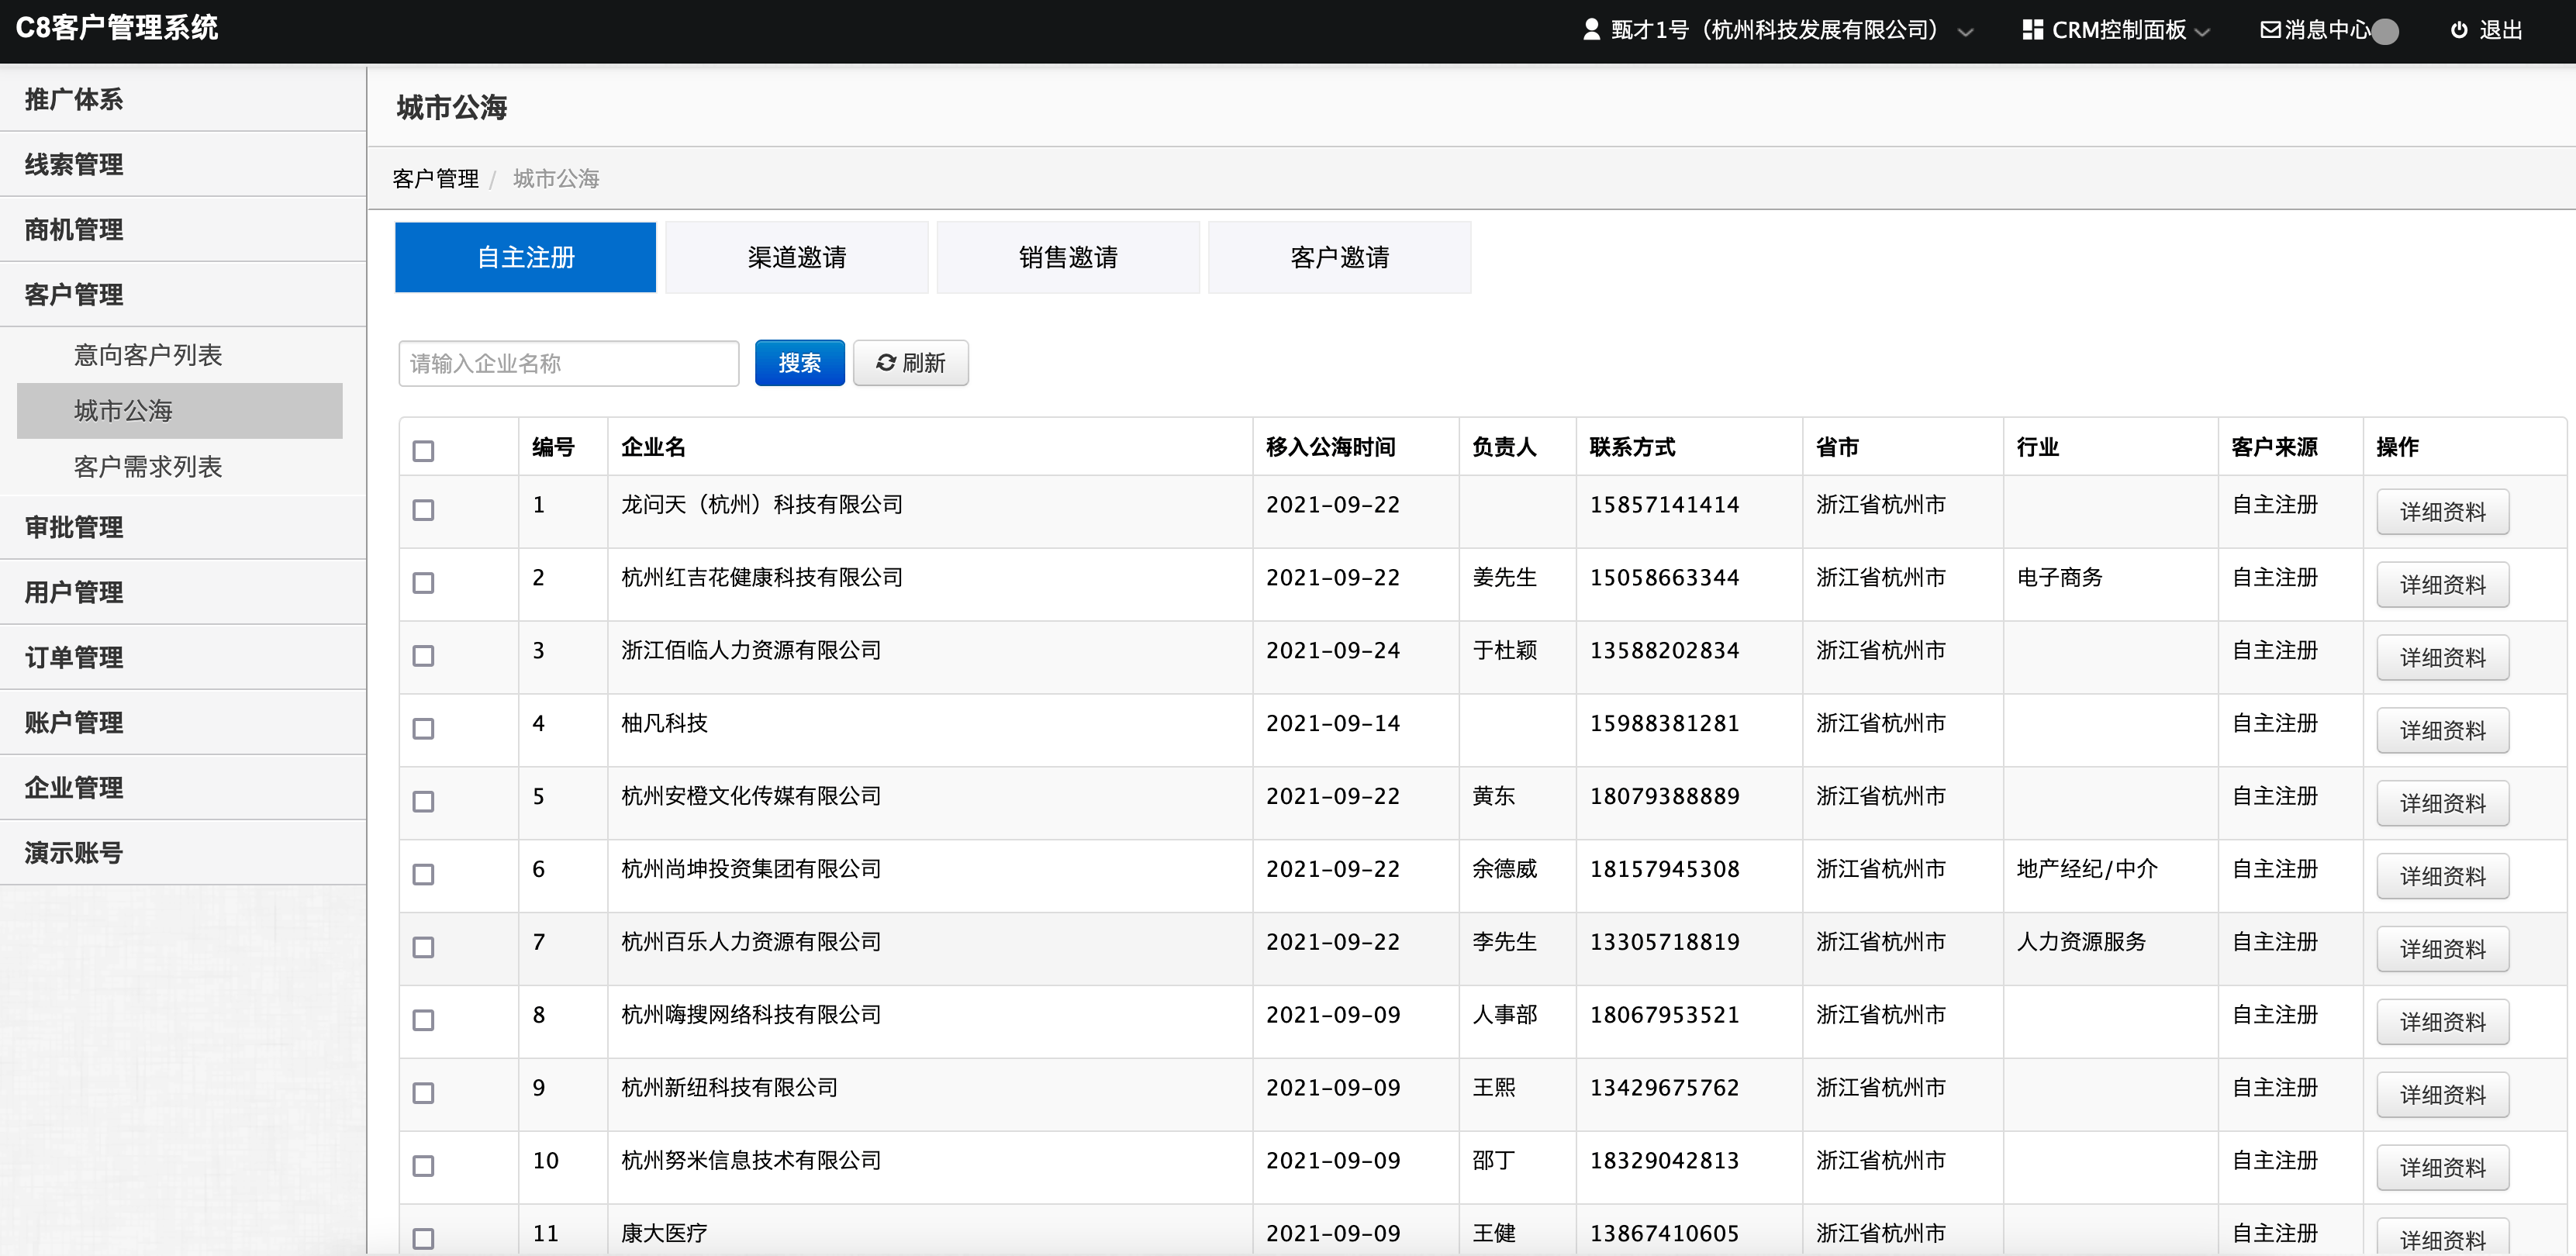 C8客户管理系统 甄才1号（杭州科技发展有限公司） CRM控制面板 消息中心 退出
推广体系
线索管理
商机管理
客户管理
意向客户列表
城市公海
客户需求列表
审批管理
用户管理
订单管理
账户管理
企业管理
演示账号
城市公海
客户管理 / 城市公海
自主注册 渠道邀请 销售邀请 客户邀请
请输入企业名称 搜索 刷新
编号 企业名 移入公海时间 负责人 联系方式 省市 行业 客户来源 操作
1 龙问天（杭州）科技有限公司 2021-09-22 15857141414 浙江省杭州市 自主注册 详细资料
2 杭州红吉花健康科技有限公司 2021-09-22 姜先生 15058663344 浙江省杭州市 电子商务 自主注册 详细资料
3 浙江佰临人力资源有限公司 2021-09-24 于杜颖 13588202834 浙江省杭州市 自主注册 详细资料
4 柚凡科技 2021-09-14 15988381281 浙江省杭州市 自主注册 详细资料
5 杭州安橙文化传媒有限公司 2021-09-22 黄东 18079388889 浙江省杭州市 自主注册 详细资料
6 杭州尚坤投资集团有限公司 2021-09-22 余德威 18157945308 浙江省杭州市 地产经纪/中介 自主注册 详细资料
7 杭州百乐人力资源有限公司 2021-09-22 李先生 13305718819 浙江省杭州市 人力资源服务 自主注册 详细资料
8 杭州嗨搜网络科技有限公司 2021-09-09 人事部 18067953521 浙江省杭州市 自主注册 详细资料
9 杭州新纽科技有限公司 2021-09-09 王熙 13429675762 浙江省杭州市 自主注册 详细资料
10 杭州努米信息技术有限公司 2021-09-09 邵丁 18329042813 浙江省杭州市 自主注册 详细资料
11 康大医疗 2021-09-09 王健 13867410605 浙江省杭州市 自主注册 详细资料